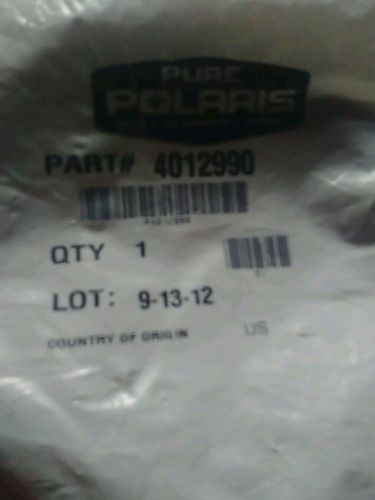 PURE
POLARIS
PART# 4012990
QTY 1
LOT: 9-13-12
COUNTRY OF ORIGIN US